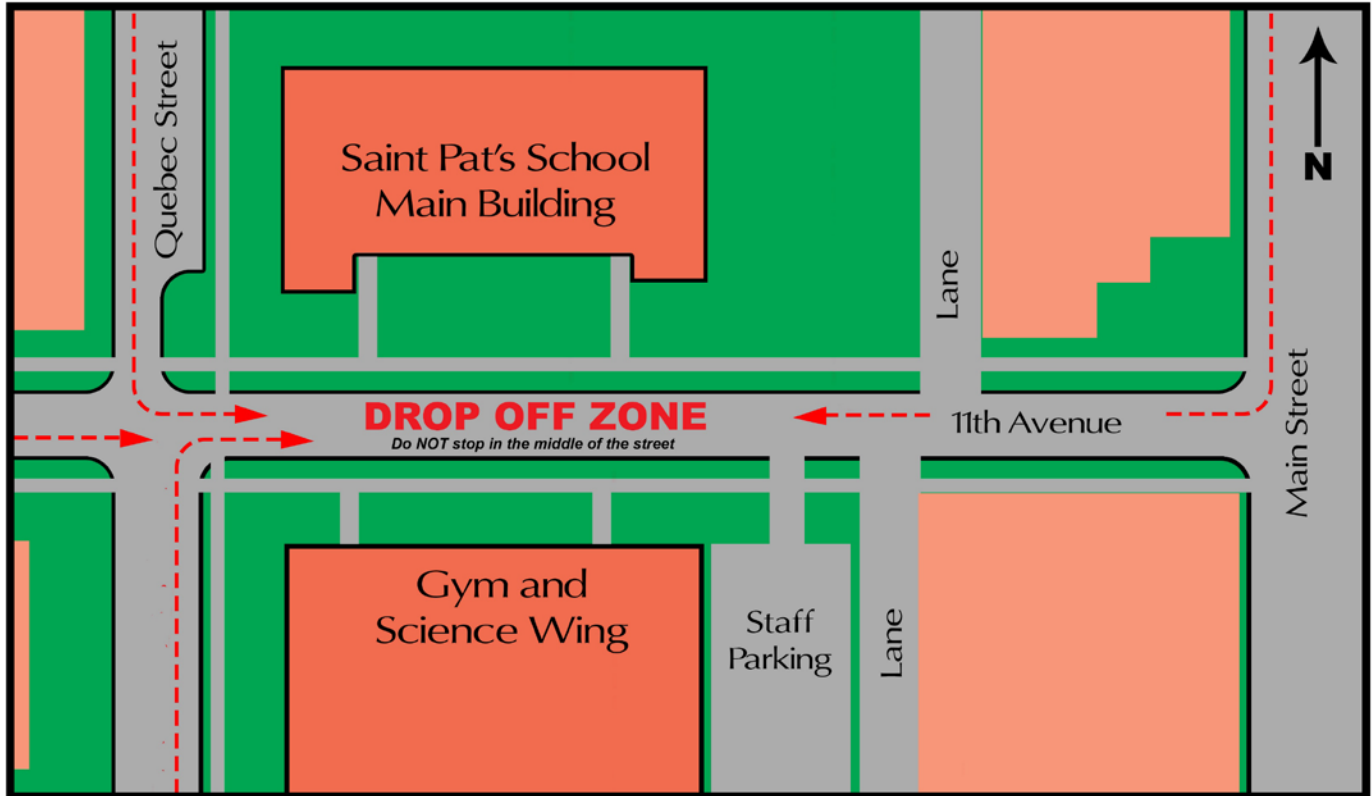 Quebec Street
Saint Pat's School
Main Building
N
Lane
DROP OFF ZONE
Do NOT stop in the middle of the street
11th Avenue
Main Street
Gym and
Science Wing
Staff
Parking
Lane